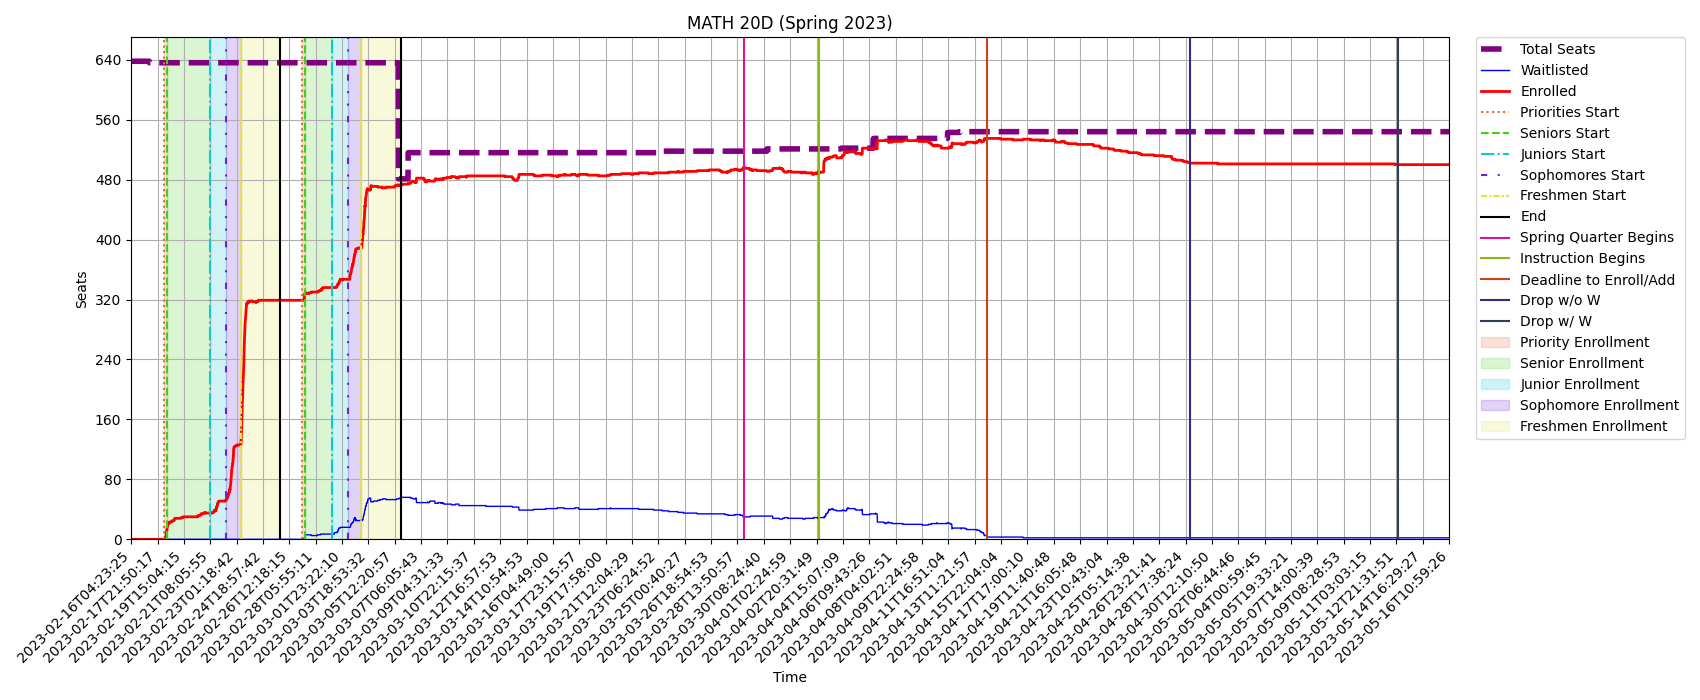 MATH 20D (Spring 2023)
Seats
640
560
480
400
320
240
160
80
0
2023-02-16T04:23:25
2023-02-17T21:50:17
2023-02-19T15:04:15
2023-02-21T08:05:55
2023-02-23T01:18:42
2023-02-24T18:57:42
2023-02-26T12:18:15
2023-02-28T05:55:11
2023-03-01T23:22:10
2023-03-03T18:53:32
2023-03-05T12:20:57
2023-03-07T06:05:43
2023-03-09T04:31:33
2023-03-10T22:15:37
2023-03-12T16:57:53
2023-03-14T10:54:53
2023-03-16T04:49:00
2023-03-17T23:15:57
2023-03-19T17:58:00
2023-03-21T12:04:29
2023-03-23T06:24:52
2023-03-25T00:40:27
2023-03-26T18:54:53
2023-03-28T13:50:57
2023-03-30T08:24:40
2023-04-01T02:24:59
2023-04-02T20:31:49
2023-04-04T15:07:09
2023-04-06T09:43:26
2023-04-08T04:02:51
2023-04-09T22:24:58
2023-04-11T16:51:04
2023-04-13T11:21:57
2023-04-15T22:04:04
2023-04-17T17:00:10
2023-04-19T11:40:48
2023-04-21T16:05:48
2023-04-23T10:43:04
2023-04-25T05:14:38
2023-04-26T23:21:41
2023-04-28T17:38:24
2023-04-30T12:10:50
2023-05-02T06:44:46
2023-05-04T00:59:45
2023-05-05T19:33:21
2023-05-07T14:00:39
2023-05-09T08:28:53
2023-05-11T03:03:15
2023-05-12T21:31:51
2023-05-14T16:29:27
2023-05-16T10:59:26
Time
Total Seats
Waitlisted
Enrolled
Priorities Start
Seniors Start
Juniors Start
Sophomores Start
Freshmen Start
End
Spring Quarter Begins
Instruction Begins
Deadline to Enroll/Add
Drop w/o W
Drop w/ W
Priority Enrollment
Senior Enrollment
Junior Enrollment
Sophomore Enrollment
Freshmen Enrollment